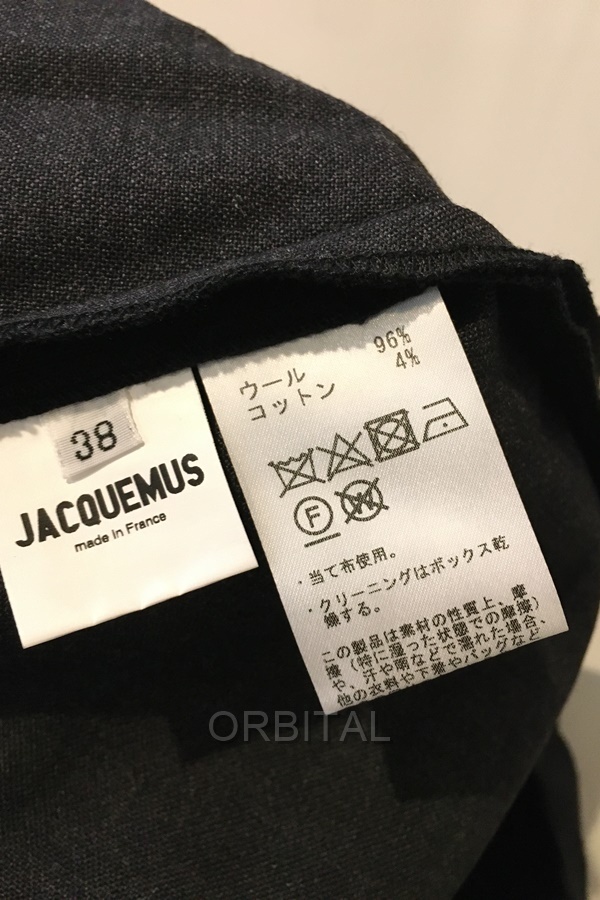 38
JACQUEMUS
made in France
ウール 96%
コットン 4%
F
W
・当て布使用。
・クリーニングはボックス乾
燥する。
この製品は素材の性質上、摩
擦（特に湿った状態での摩擦）
や、汗や雨などで濡れた場合、
他の衣料や下着やバッグなど
ORBITAL